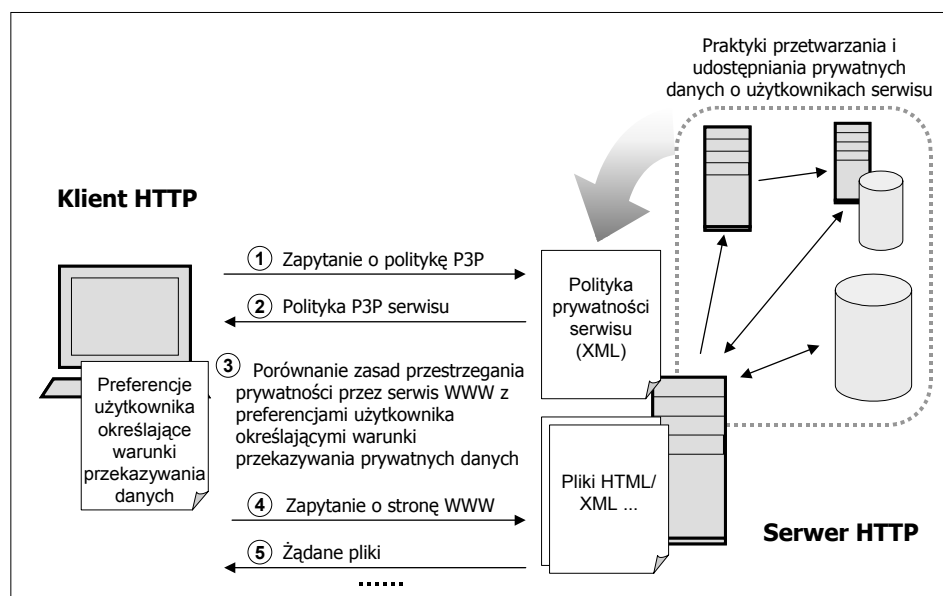 Praktyki przetwarzania i
udostępniania prywatnych
danych o użytkownikach serwisu
Klient HTTP
1 Zapytanie o politykę P3P
2 Polityka P3P serwisu
Polityka
prywatności
serwisu
(XML)
3 Porównanie zasad przestrzegania
prywatności przez serwis WWW z
preferencjami użytkownika
określającymi warunki
przekazywania prywatnych danych
Preferencje
użytkownika
określające
warunki
przekazywania
danych
4 Zapytanie o stronę WWW
5 Żądane pliki
......
Pliki HTML/
XML ...
Serwer HTTP